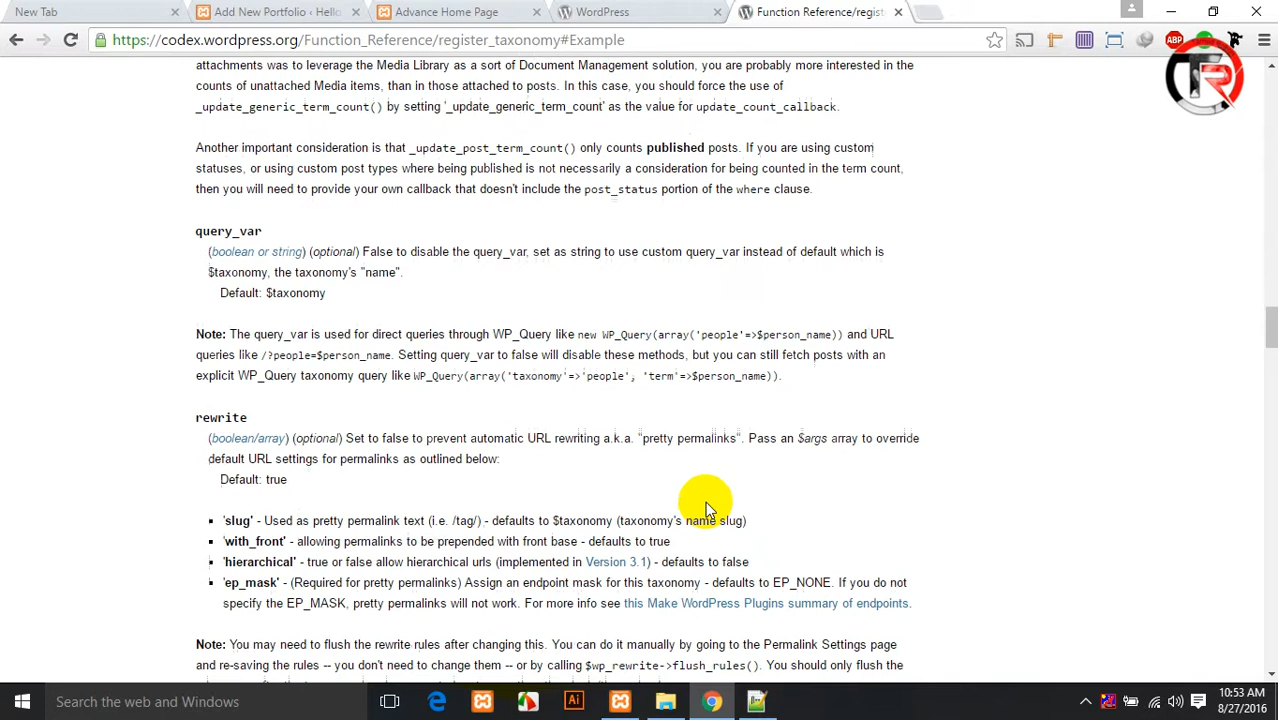 New Tab
Add New Portfolio ‹ Hello
Advance Home Page
WordPress
Function Reference/regist
https://codex.wordpress.org/Function_Reference/register_taxonomy#Example
ABP
attachments was to leverage the Media Library as a sort of Document Management solution, you are probably more interested in the
counts of unattached Media items, than in those attached to posts. In this case, you should force the use of
_update_generic_term_count() by setting '_update_generic_term_count' as the value for update_count_callback.
Another important consideration is that _update_post_term_count() only counts published posts. If you are using custom
statuses, or using custom post types where being published is not necessarily a consideration for being counted in the term count,
then you will need to provide your own callback that doesn't include the post_status portion of the where clause.
query_var
(boolean or string) (optional) False to disable the query_var, set as string to use custom query_var instead of default which is
$taxonomy, the taxonomy's "name".
Default: $taxonomy
Note: The query_var is used for direct queries through WP_Query like new WP_Query(array('people'=>$person_name)) and URL
queries like /?people=$person_name. Setting query_var to false will disable these methods, but you can still fetch posts with an
explicit WP_Query taxonomy query like WP_Query(array('taxonomy'=>'people', 'term'=>$person_name)).
rewrite
(boolean/array) (optional) Set to false to prevent automatic URL rewriting a.k.a. "pretty permalinks". Pass an $args array to override
default URL settings for permalinks as outlined below:
Default: true
'slug' - Used as pretty permalink text (i.e. /tag/) - defaults to $taxonomy (taxonomy's name slug)
'with_front' - allowing permalinks to be prepended with front base - defaults to true
'hierarchical' - true or false allow hierarchical urls (implemented in Version 3.1) - defaults to false
'ep_mask' - (Required for pretty permalinks) Assign an endpoint mask for this taxonomy - defaults to EP_NONE. If you do not
specify the EP_MASK, pretty permalinks will not work. For more info see this Make WordPress Plugins summary of endpoints.
Note: You may need to flush the rewrite rules after changing this. You can do it manually by going to the Permalink Settings page
and re-saving the rules -- you don't need to change them -- or by calling $wp_rewrite->flush_rules(). You should only flush the
Search the web and Windows
Ai
10:53 AM
8/27/2016